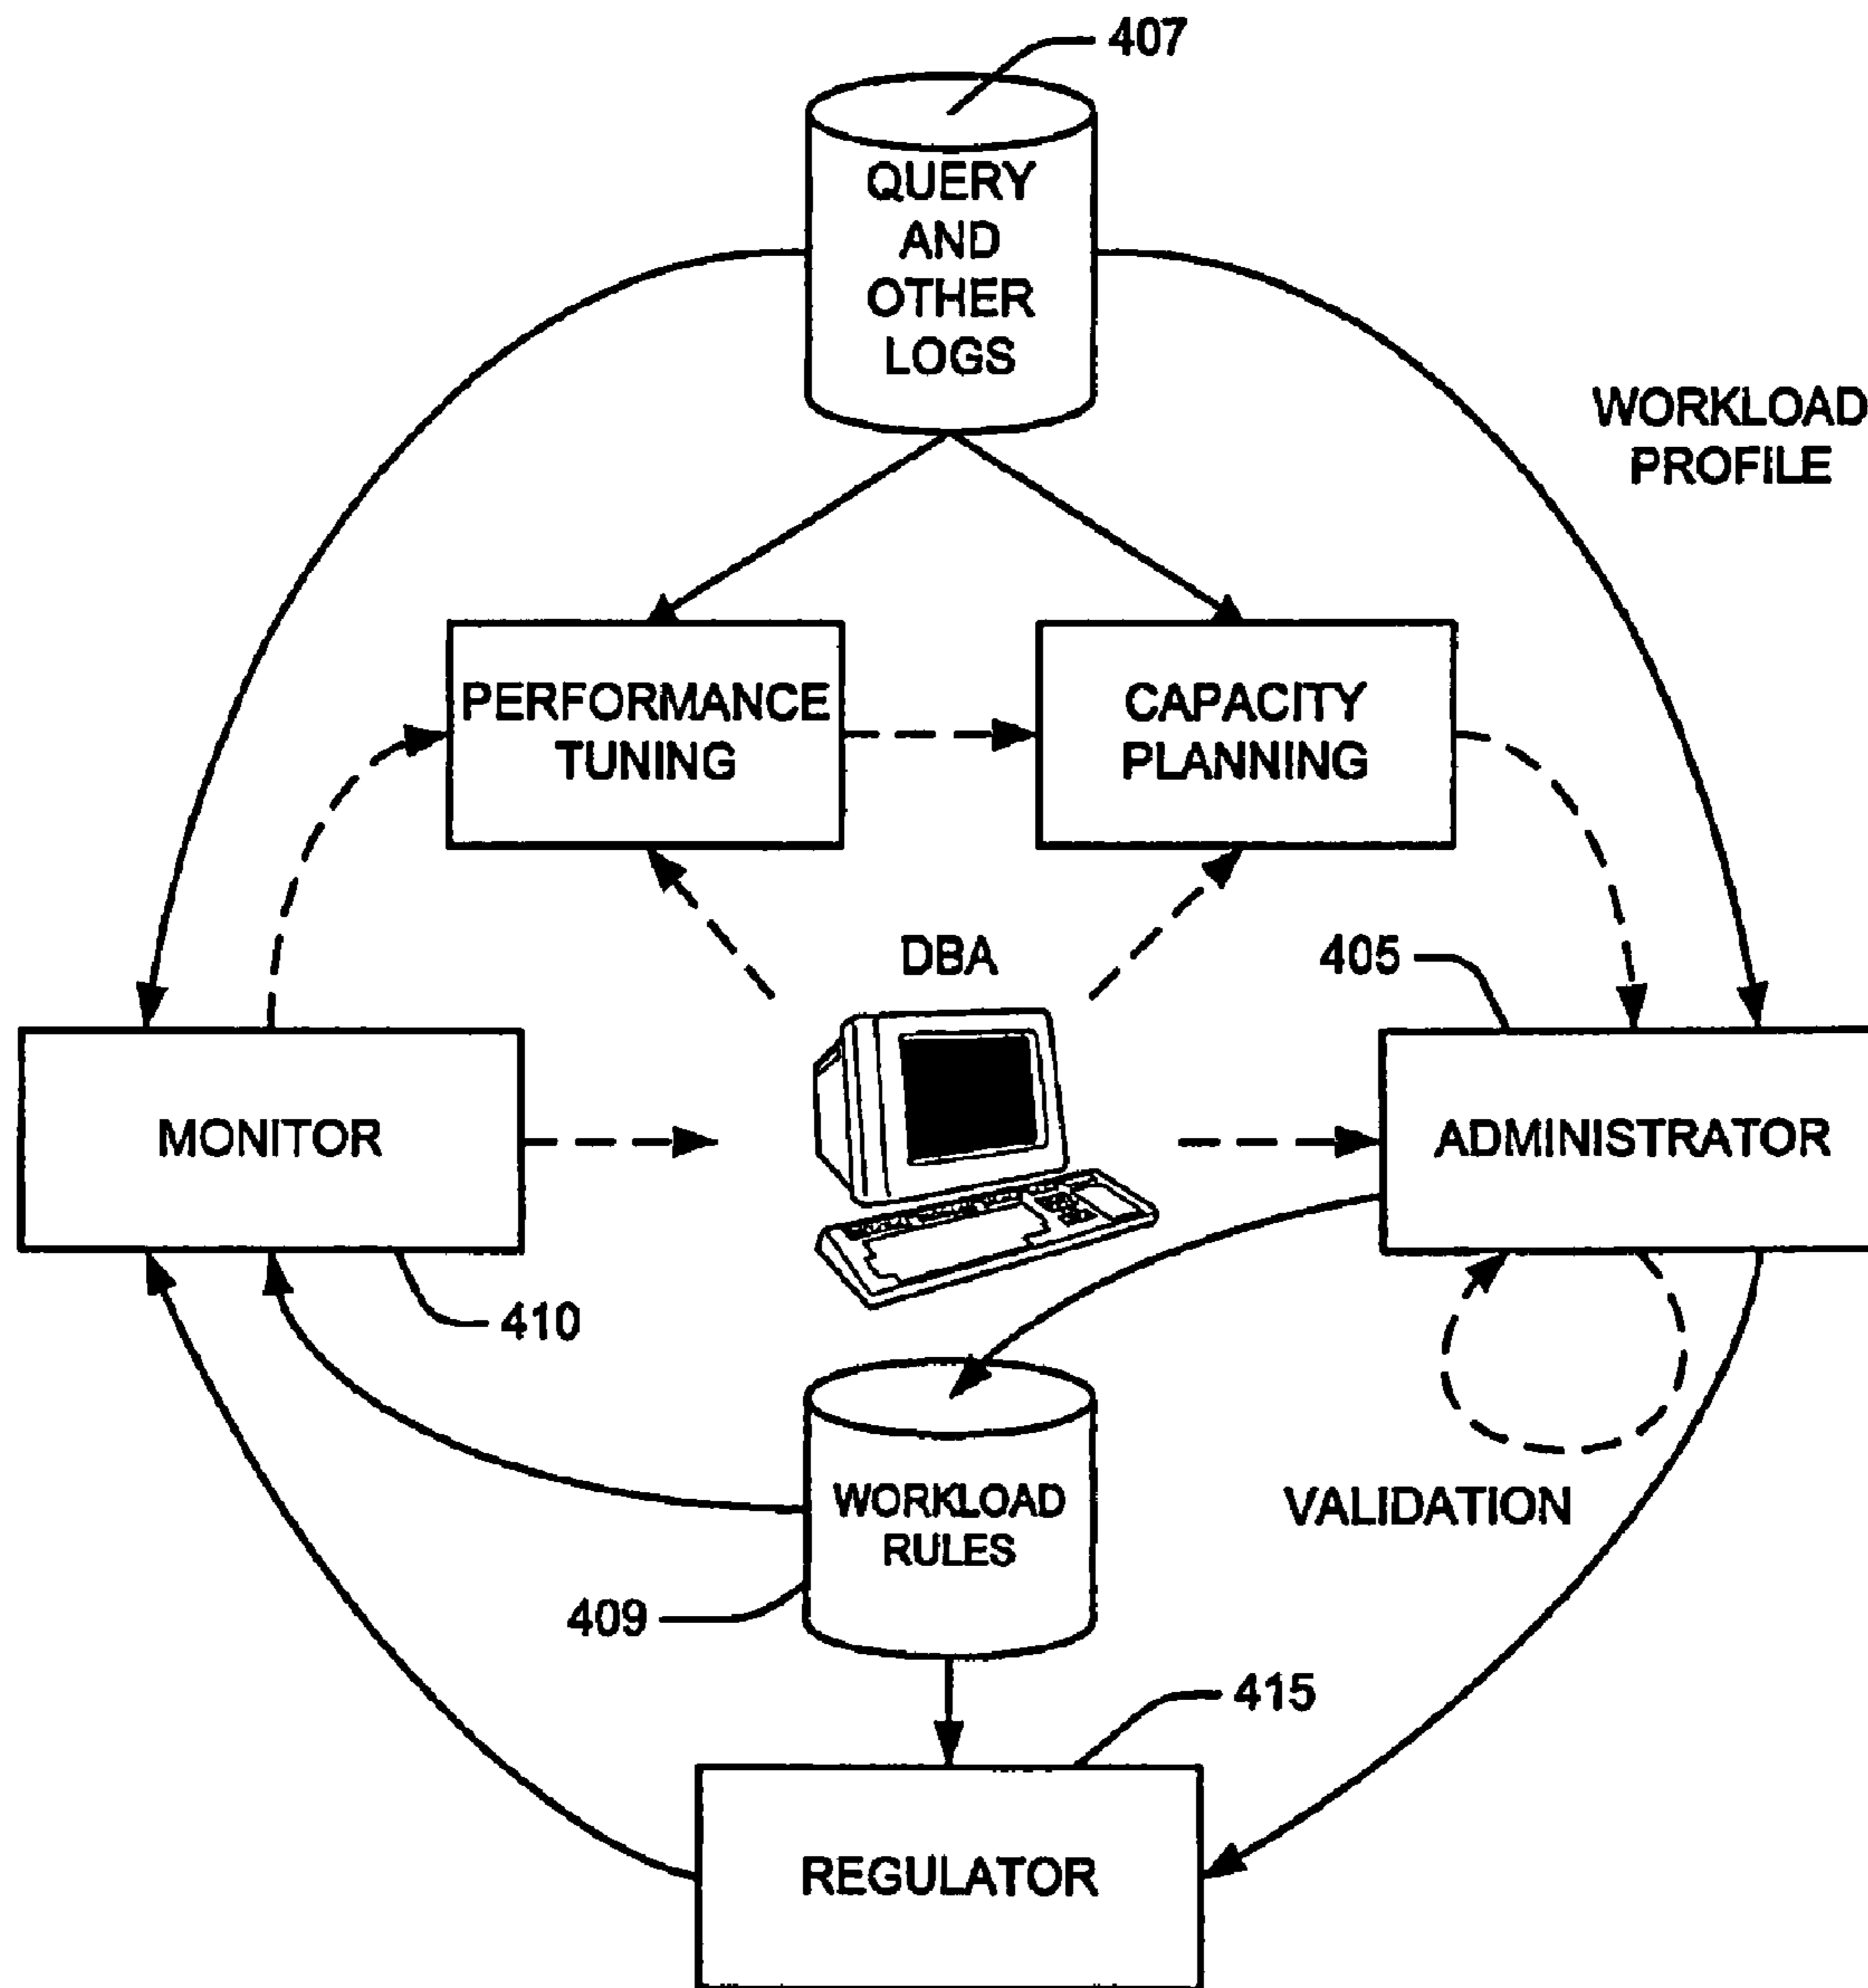 407
QUERY
AND
OTHER
LOGS
WORKLOAD
PROFILE
PERFORMANCE
TUNING
CAPACITY
PLANNING
DBA
405
MONITOR
ADMINISTRATOR
410
WORKLOAD
RULES
VALIDATION
409
415
REGULATOR